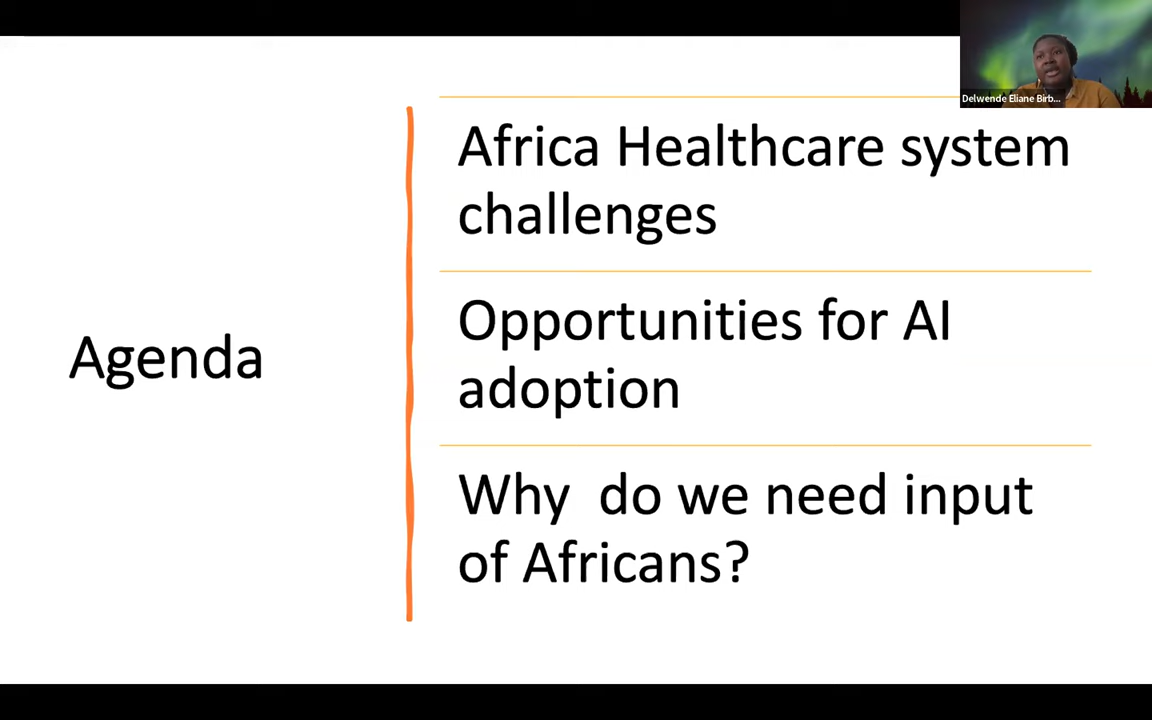 Delwende Eliane Birb...
Agenda
Africa Healthcare system
challenges
Opportunities for AI
adoption
Why  do we need input
of Africans?